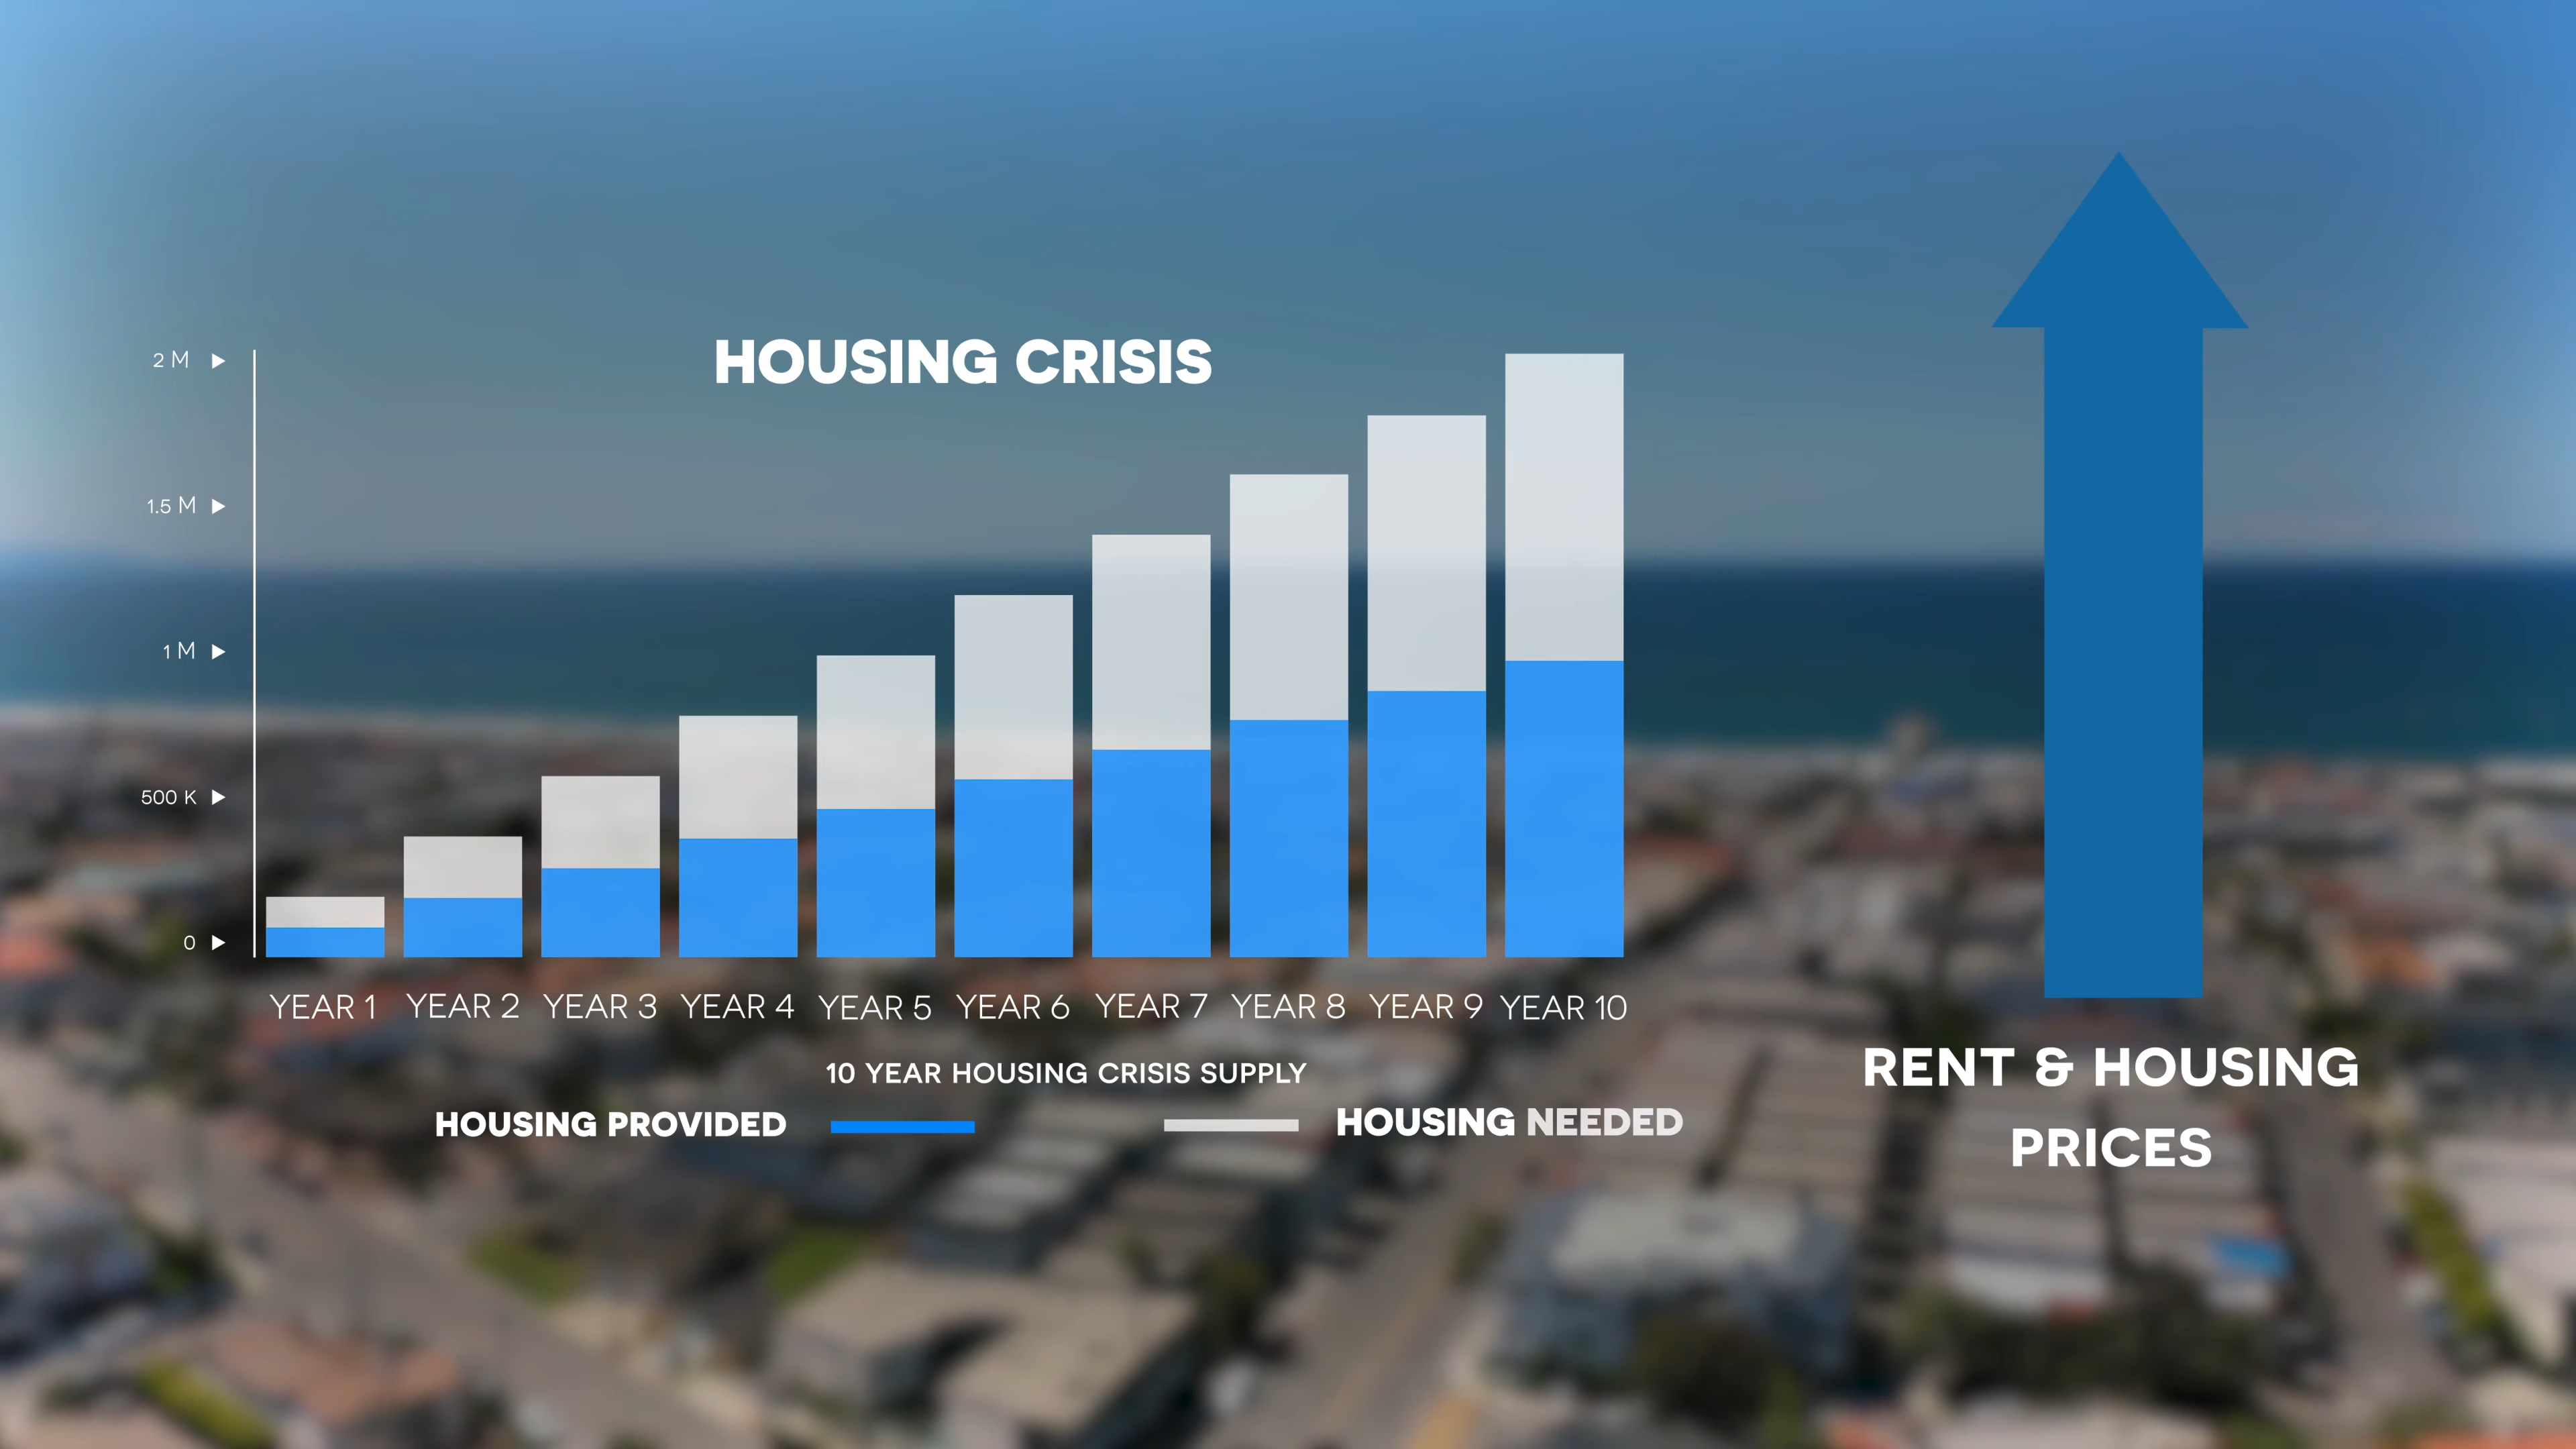 HOUSING CRISIS
2 M
1.5 M
1 M
500 K
0
YEAR 1 YEAR 2 YEAR 3 YEAR 4 YEAR 5 YEAR 6 YEAR 7 YEAR 8 YEAR 9 YEAR 10
10 YEAR HOUSING CRISIS SUPPLY
HOUSING PROVIDED
HOUSING NEEDED
RENT & HOUSING
PRICES